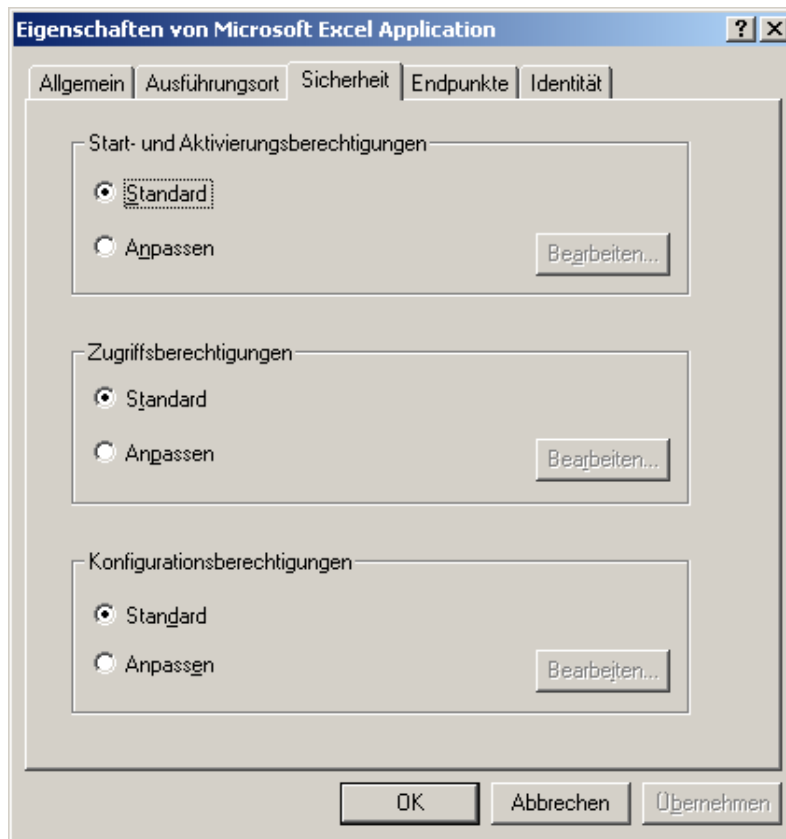 Eigenschaften von Microsoft Excel Application
Allgemein Ausführungsort Sicherheit Endpunkte Identität
Start- und Aktivierungsberechtigungen
Standard
Anpassen Bearbeiten...
Zugriffsberechtigungen
Standard
Anpassen Bearbeiten...
Konfigurationsberechtigungen
Standard
Anpassen Bearbeiten...
OK Abbrechen Übernehmen